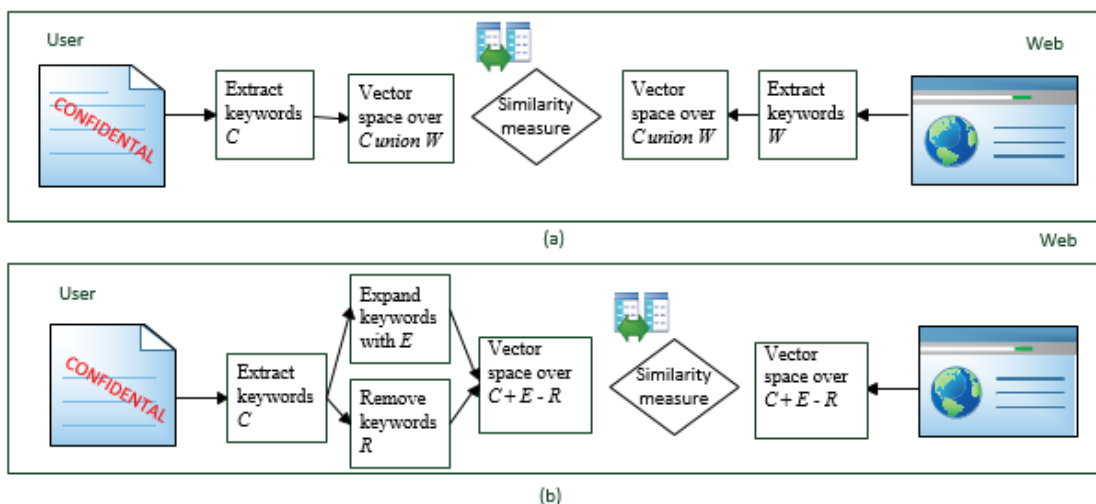 User
Web
CONFIDENTAL
Extract
keywords
C
Vector
space over
C union W
Similarity
measure
Vector
space over
C union W
Extract
keywords
W
(a)
Web
User
CONFIDENTAL
Extract
keywords
C
Expand
keywords
with E
Remove
keywords
R
Vector
space over
C + E - R
Similarity
measure
Vector
space over
C + E - R
(b)